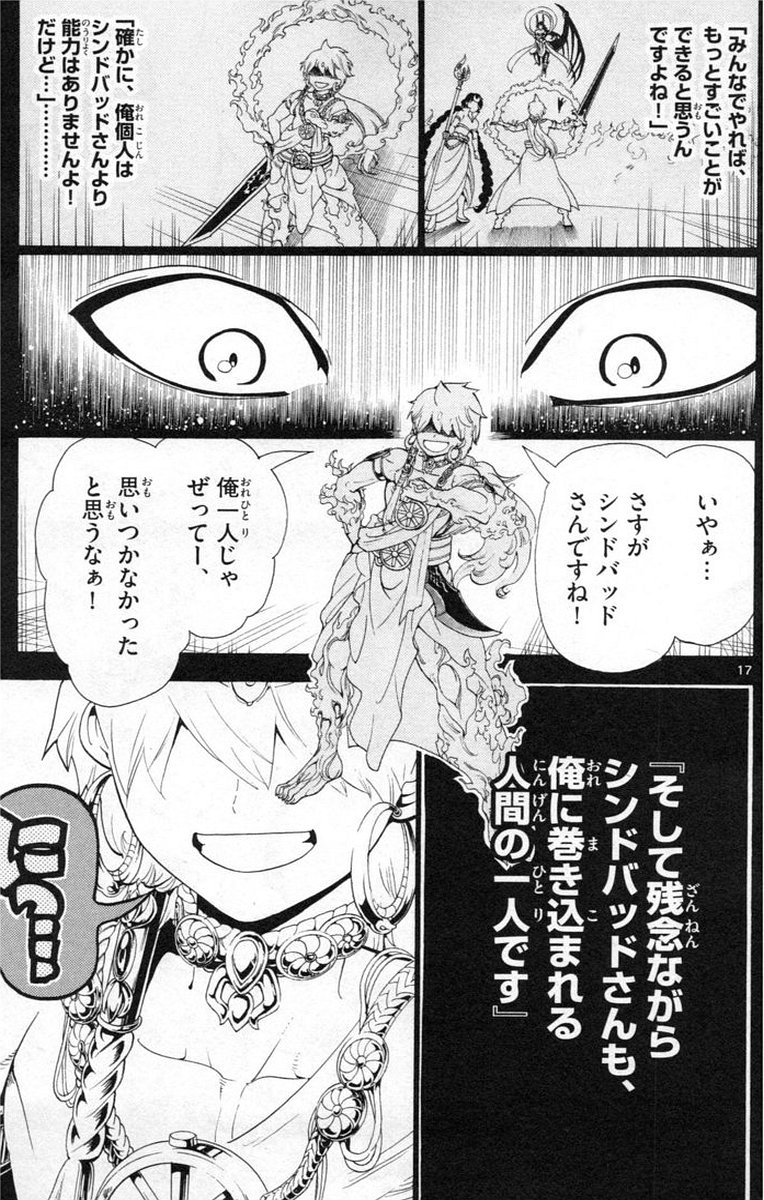 「みんなでやれば、
もっとすごいことが
できると思うん
ですよね！」
「確かに、俺個人は
シンドバッドさんより
能力はありませんよ！
だけど…」…………
いやぁ…
さすが
シンドバッド
さんですね！
俺一人じゃ
ぜってー、
思いつかなかった
と思うなぁ！
17
『そして残念ながら
シンドバッドさんも、
俺に巻き込まれる
人間の一人です』